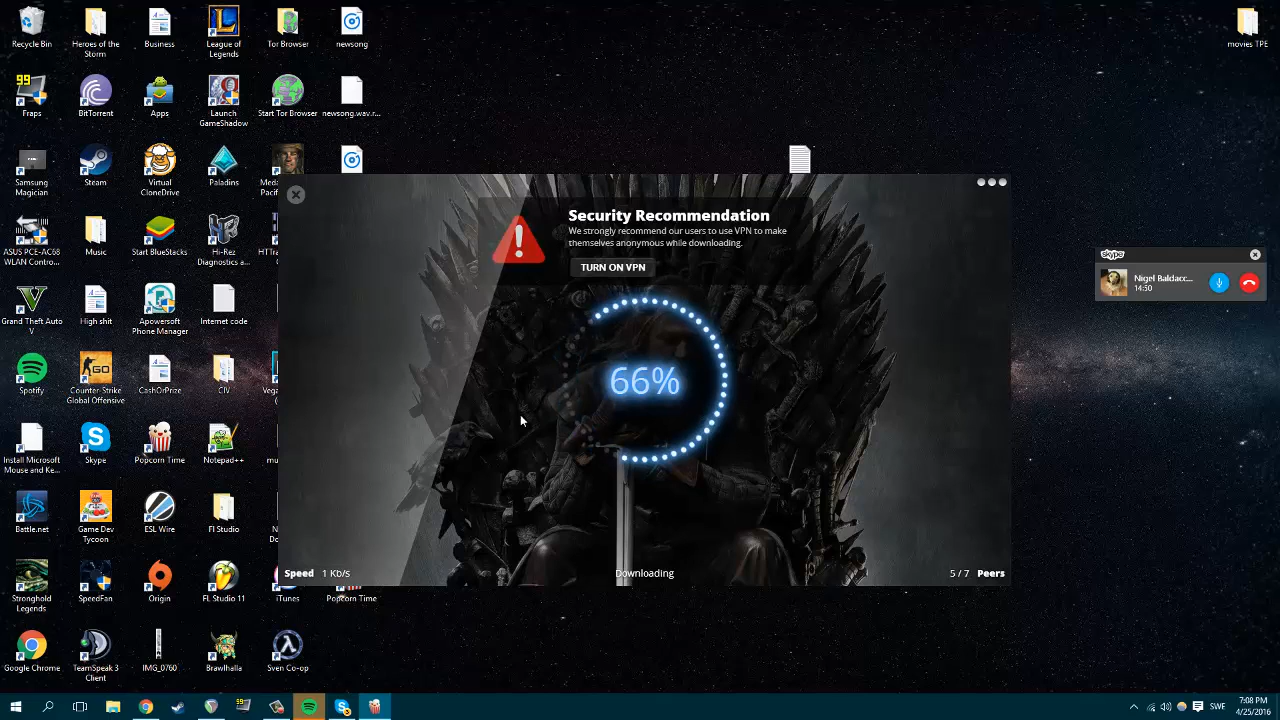 Recycle Bin
Heroes of the
Storm
Business
League of
Legends
Tor Browser
newsong
movies TPE
99
Fraps
BitTorrent
Apps
Launch
GameShadow
Start Tor Browser
newsong.wav.r...
Samsung
Magician
Steam
Virtual
CloneDrive
Paladins
ASUS PCE-AC68
WLAN Contro...
Music
Start BlueStacks
Hi-Rez
Diagnostics a...
Grand Theft Auto
V
High shit
Apowersoft
Phone Manager
Internet code
Spotify
Counter-Strike
Global Offensive
CashOrPrize
CIV
Install Microsoft
Mouse and Ke...
Skype
Popcorn Time
Notepad++
Battle.net
Game Dev
Tycoon
ESL Wire
Fl Studio
Stronghold
Legends
SpeedFan
Origin
FL Studio 11
iTunes
Popcorn Time
Google Chrome
TeamSpeak 3
Client
IMG_0760
Brawlhalla
Sven Co-op
Security Recommendation
We strongly recommend our users to use VPN to make
themselves anonymous while downloading.
TURN ON VPN
66%
Speed 1 Kb/s
Downloading
5 / 7 Peers
skype
Nigel Baldacc...
14:50
99
SWE
7:08 PM
4/25/2016